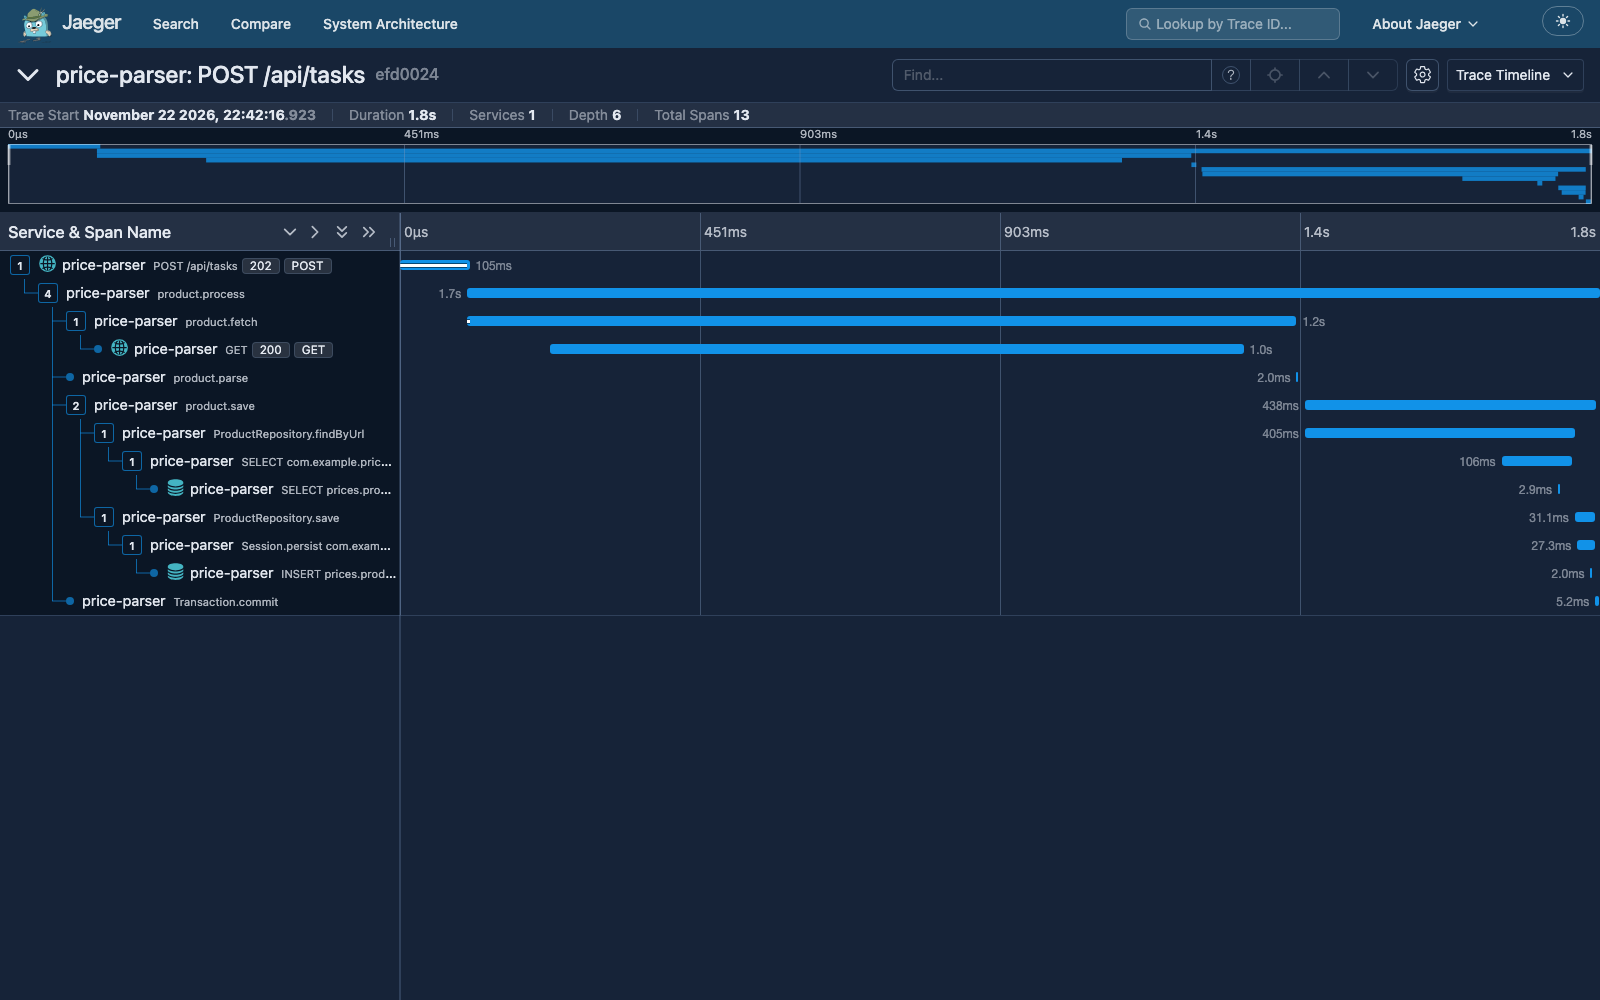 Jaeger Search Compare System Architecture Lookup by Trace ID... About Jaeger
price-parser: POST /api/tasks efd0024 Find... ? Trace Timeline
Trace Start November 22 2026, 22:42:16.923 Duration 1.8s Services 1 Depth 6 Total Spans 13
0μs 451ms 903ms 1.4s 1.8s
Service & Span Name 0μs 451ms 903ms 1.4s 1.8s
1 price-parser POST /api/tasks 202 POST 105ms
4 price-parser product.process 1.7s
1 price-parser product.fetch 1.2s
price-parser GET 200 GET 1.0s
price-parser product.parse 2.0ms
2 price-parser product.save 438ms
1 price-parser ProductRepository.findByUrl 405ms
1 price-parser SELECT com.example.pric... 106ms
price-parser SELECT prices.pro... 2.9ms
1 price-parser ProductRepository.save 31.1ms
1 price-parser Session.persist com.exam... 27.3ms
price-parser INSERT prices.prod... 2.0ms
price-parser Transaction.commit 5.2ms